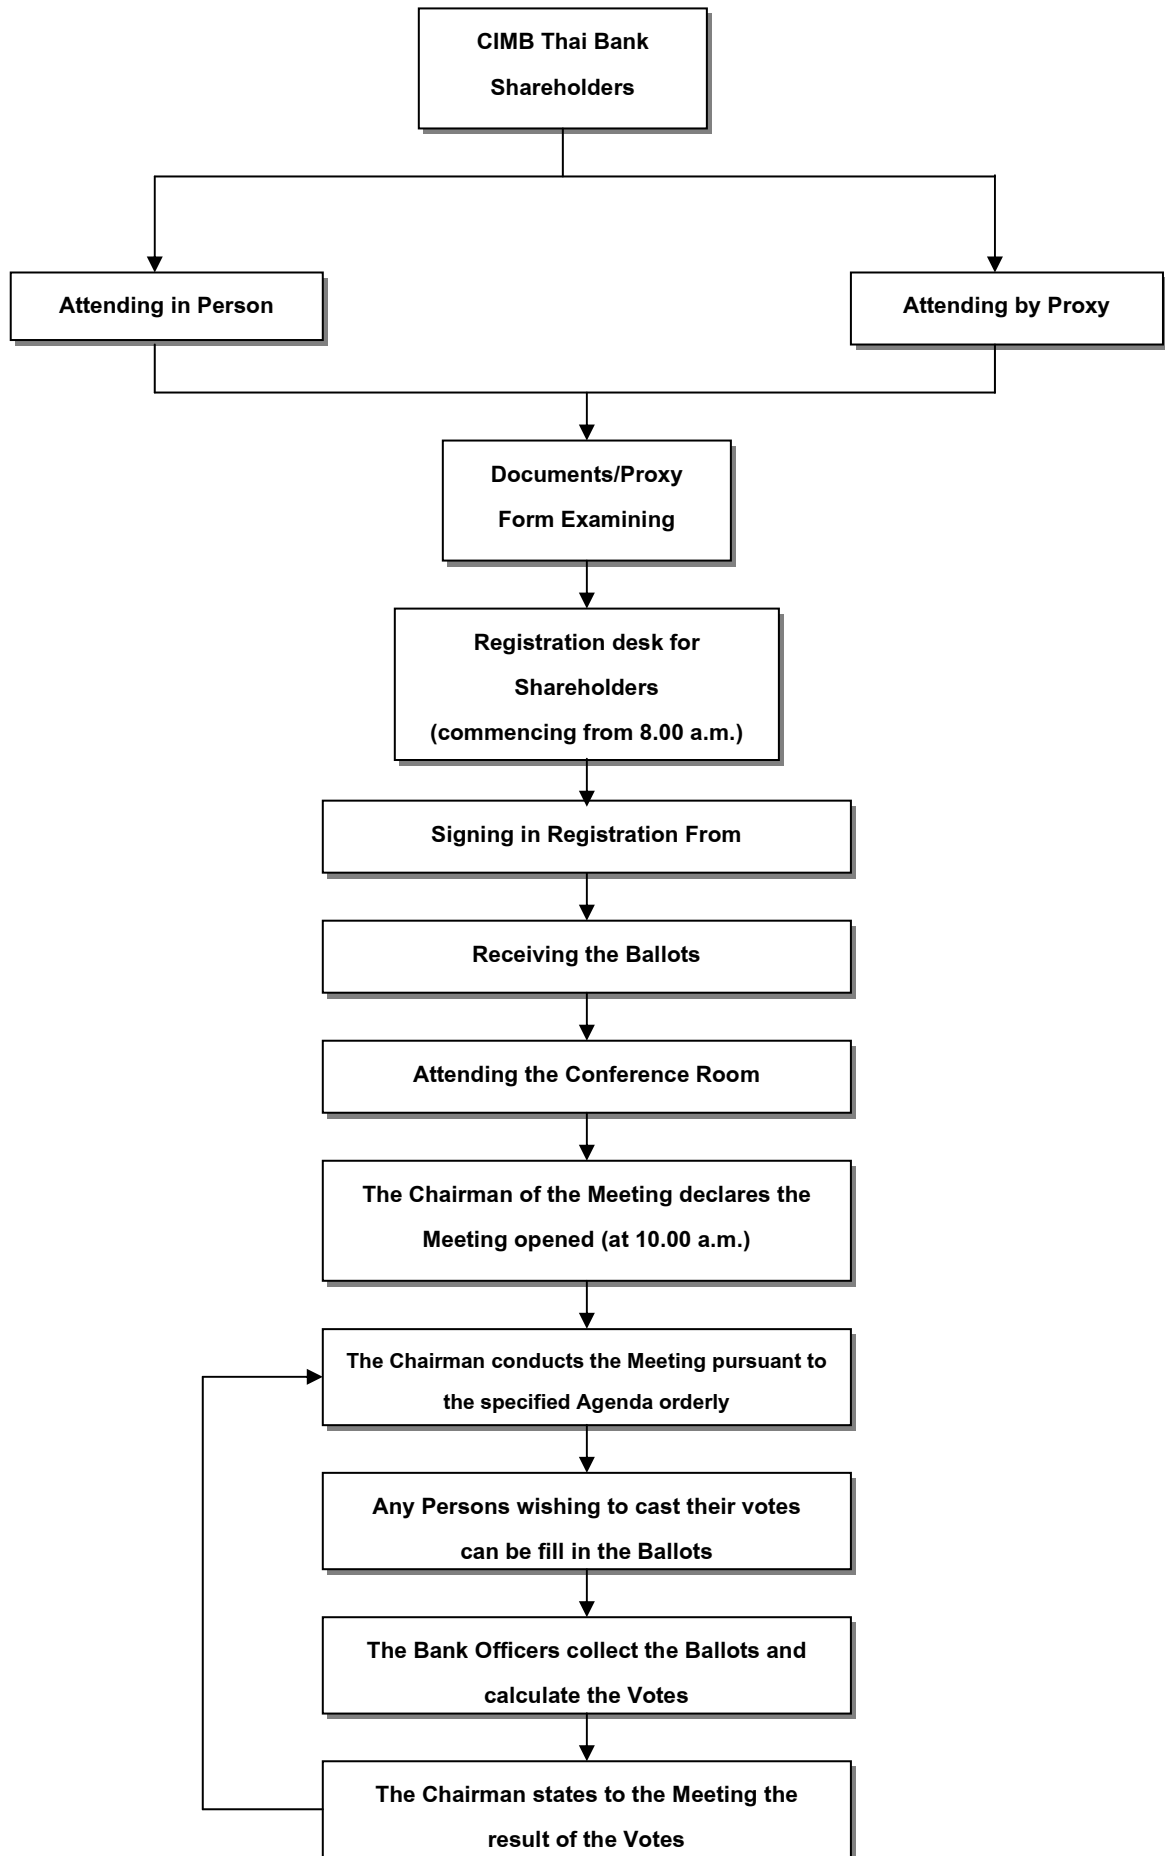 CIMB Thai Bank
Shareholders
Attending in Person
Attending by Proxy
Documents/Proxy
Form Examining
Registration desk for
Shareholders
(commencing from 8.00 a.m.)
Signing in Registration From
Receiving the Ballots
Attending the Conference Room
The Chairman of the Meeting declares the
Meeting opened (at 10.00 a.m.)
The Chairman conducts the Meeting pursuant to
the specified Agenda orderly
Any Persons wishing to cast their votes
can be fill in the Ballots
The Bank Officers collect the Ballots and
calculate the Votes
The Chairman states to the Meeting the
result of the Votes